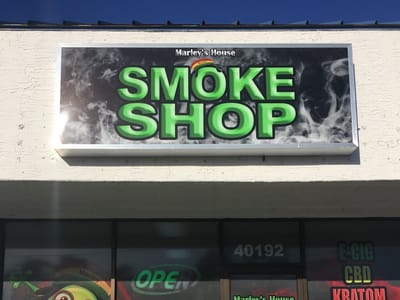 Marley's House
SMOKE
SHOP
40192
OPEN
E-CIG
CBD
KRATOM
Marley's House